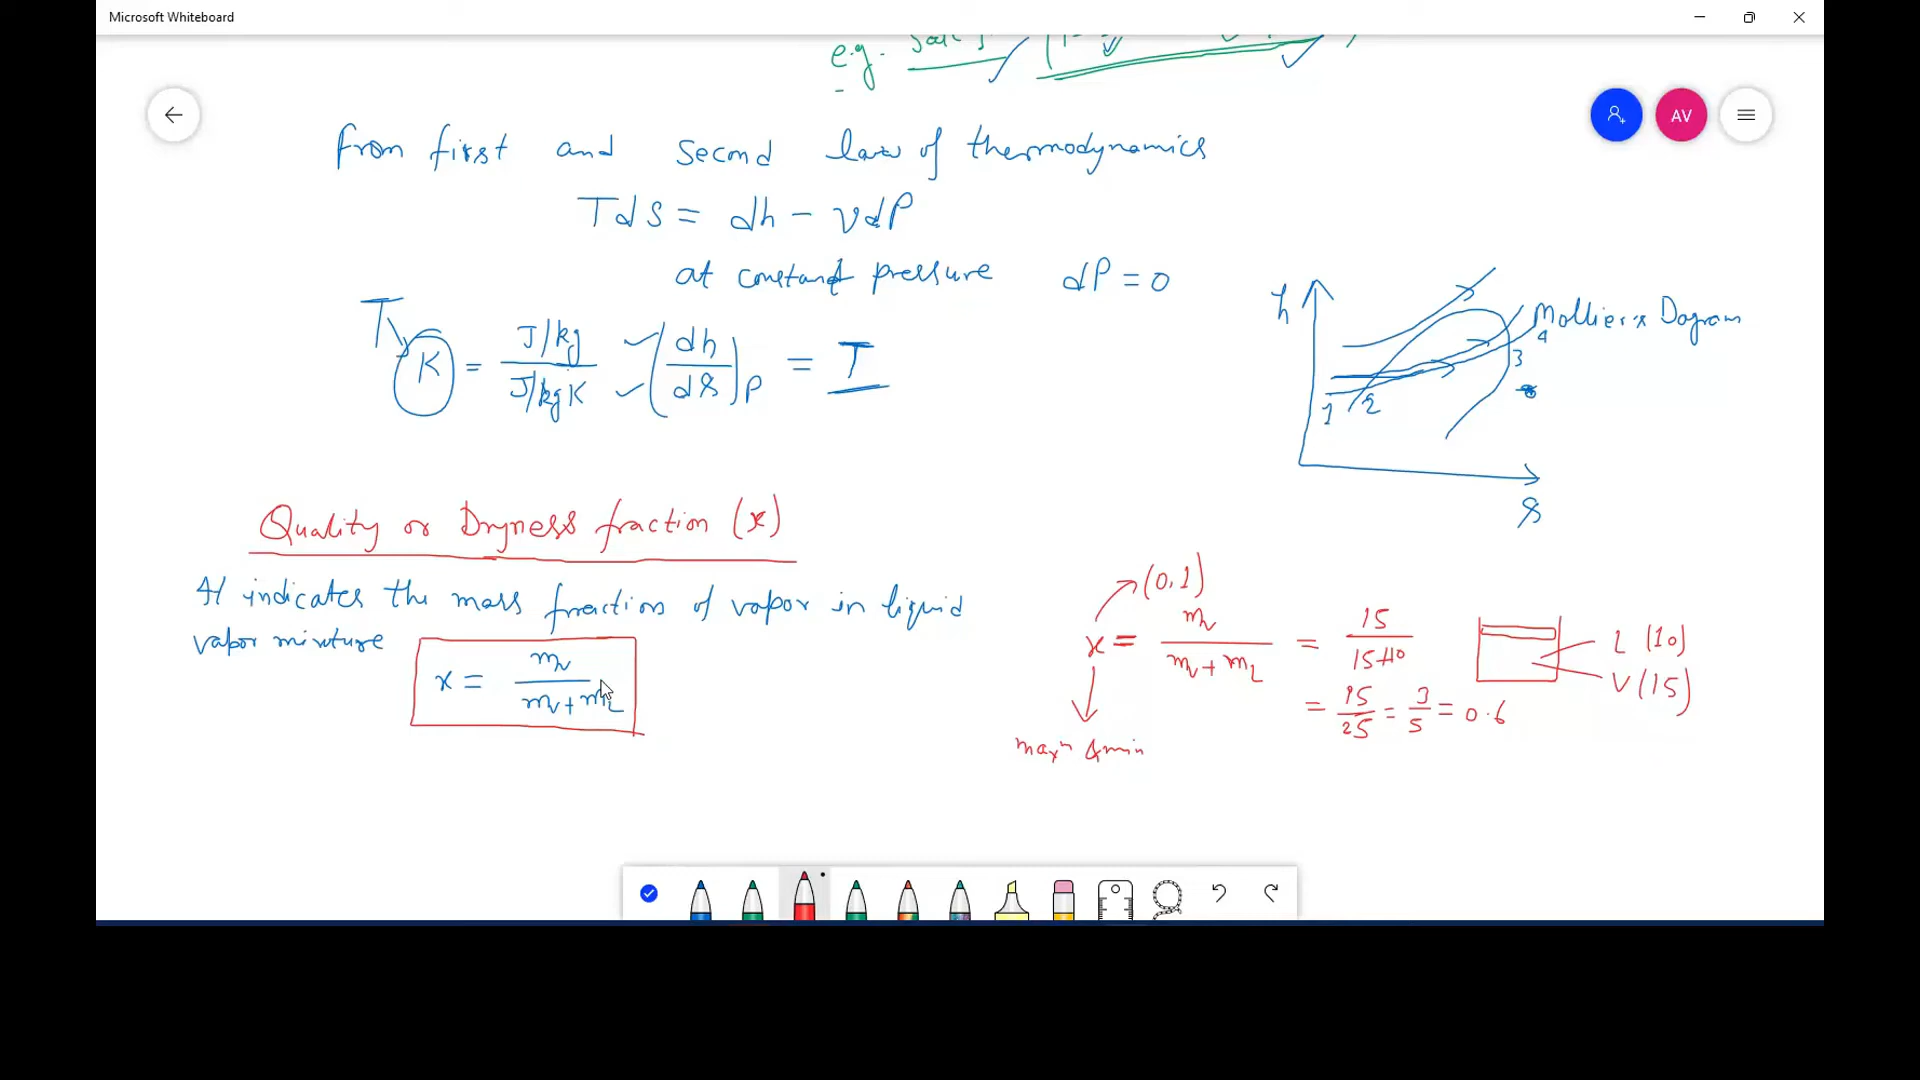 Microsoft Whiteboard
e.g.
AV
from first and second law of thermodynamics
Tds = dh - vdP
at constant pressure dP = 0
T
K = J/kg / J/kgK (dh/ds)P = T
h
Mollier's Dogram
1 2 3 4
s
Quality or Dryness fraction (x)
It indicates the mass fraction of vapor in liquid
vapor mixture
x = mv / mv + mL
(0,1)
x = mv / mv + mL = 15 / 15+10
= 15/25 = 3/5 = 0.6
L (10)
V (15)
maxm & min